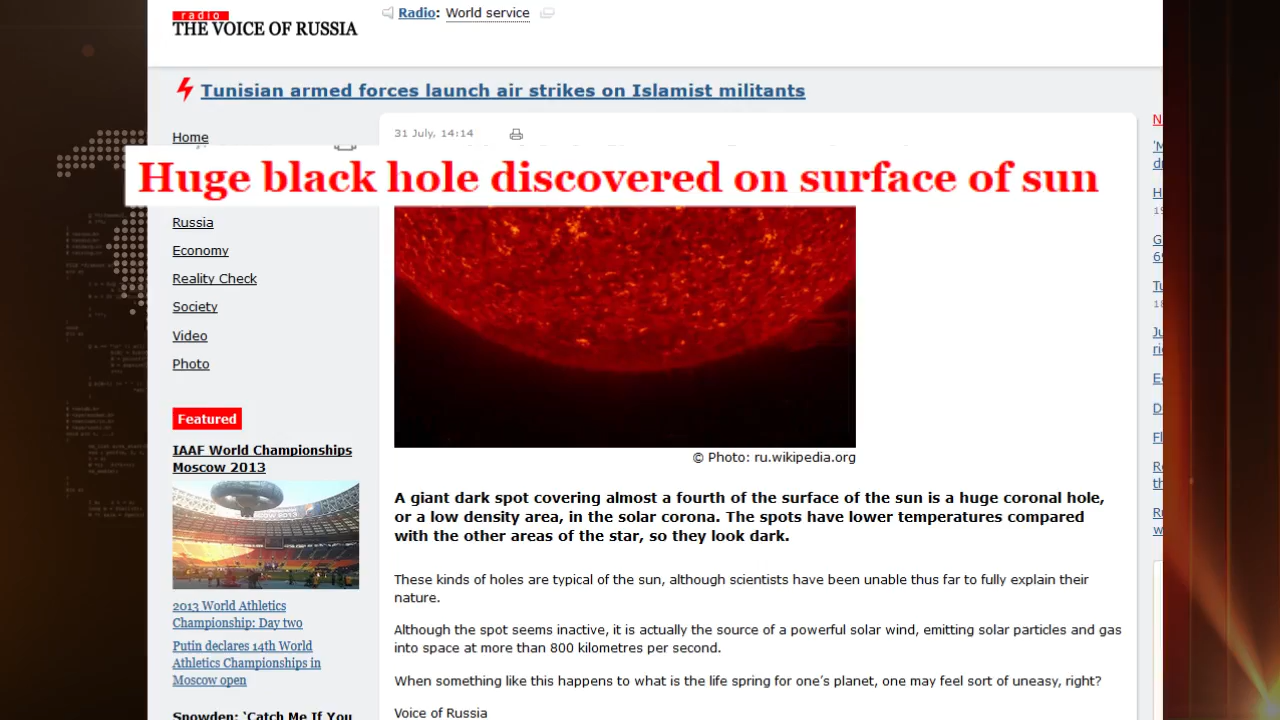 radio
THE VOICE OF RUSSIA
Radio: World service
Tunisian armed forces launch air strikes on Islamist militants
31 July, 14:14
Home
Huge black hole discovered on surface of sun
Russia
Economy
Reality Check
Society
Video
Photo
Featured
IAAF World Championships
Moscow 2013
2013 World Athletics
Championship: Day two
Putin declares 14th World
Athletics Championships in
Moscow open
Snowden: ‘Catch Me If You
© Photo: ru.wikipedia.org
A giant dark spot covering almost a fourth of the surface of the sun is a huge coronal hole,
or a low density area, in the solar corona. The spots have lower temperatures compared
with the other areas of the star, so they look dark.
These kinds of holes are typical of the sun, although scientists have been unable thus far to fully explain their
nature.
Although the spot seems inactive, it is actually the source of a powerful solar wind, emitting solar particles and gas
into space at more than 800 kilometres per second.
When something like this happens to what is the life spring for one’s planet, one may feel sort of uneasy, right?
Voice of Russia